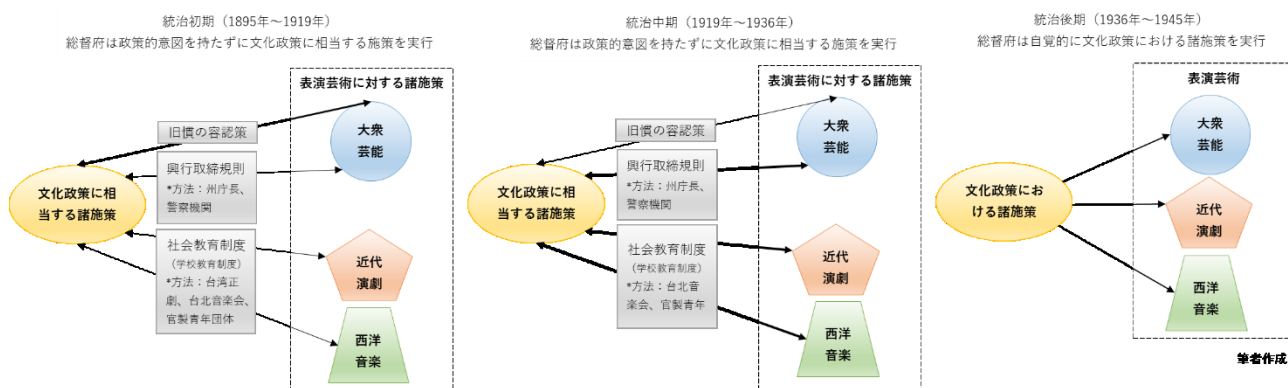 統治初期（1895年～1919年）
総督府は政策的意図を持たずに文化政策に相当する施策を実行
表演芸術に対する諸施策
旧慣の容認策
大衆
芸能
興行取締規則
*方法：州庁長、
警察機関
文化政策に相
当する諸施策
社会教育制度
（学校教育制度）
*方法：台湾正
劇、台北音楽会、
官製青年団体
近代
演劇
西洋
音楽
統治中期（1919年～1936年）
総督府は政策的意図を持たずに文化政策に相当する施策を実行
表演芸術に対する諸施策
旧慣の容認策
大衆
芸能
興行取締規則
*方法：州庁長、
警察機関
文化政策に相
当する諸施策
社会教育制度
（学校教育制度）
*方法：台北音
楽会、官製青年
近代
演劇
西洋
音楽
統治後期（1936年～1945年）
総督府は自覚的に文化政策における諸施策を実行
表演芸術
大衆
芸能
文化政策にお
ける諸施策
近代
演劇
西洋
音楽
筆者作成